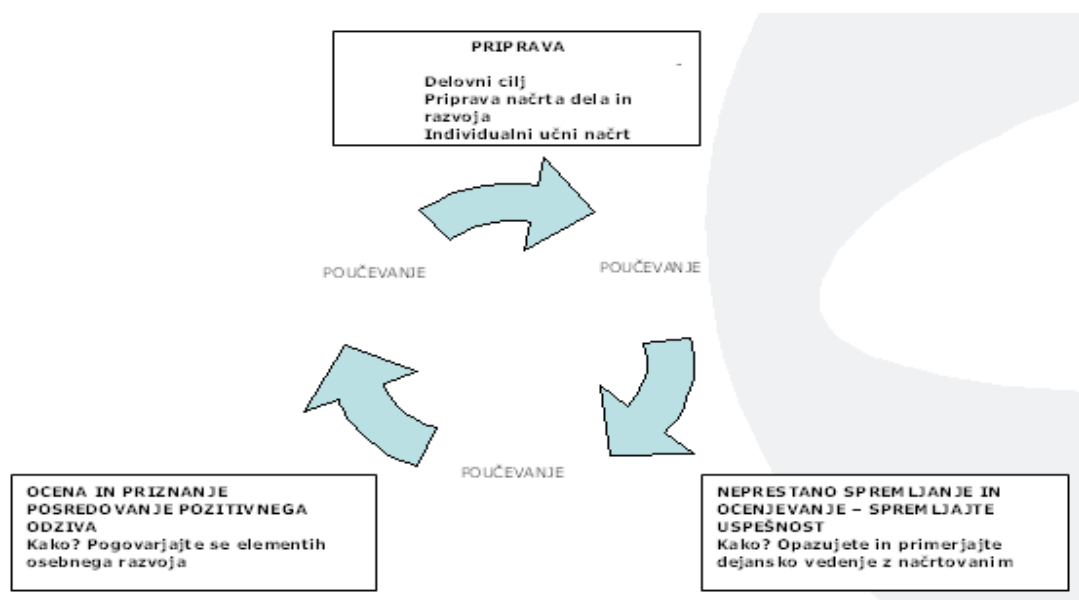 PRIPRAVA
-
Delovni cilj
Priprava načrta dela in
razvoja
Individualni učni načrt
POUČEVANJE
POUČEVANJE
POUČEVANJE
OCENA IN PRIZNANJE
POSREDOVANJE POZITIVNEGA
ODZIVA
Kako? Pogovarjajte se elementih
osebnega razvoja
NEPRESTANO SPREMLJANJE IN
OCENJEVANJE – SPREMLJAJTE
USPEŠNOST
Kako? Opazujete in primerjajte
dejansko vedenje z načrtovanim